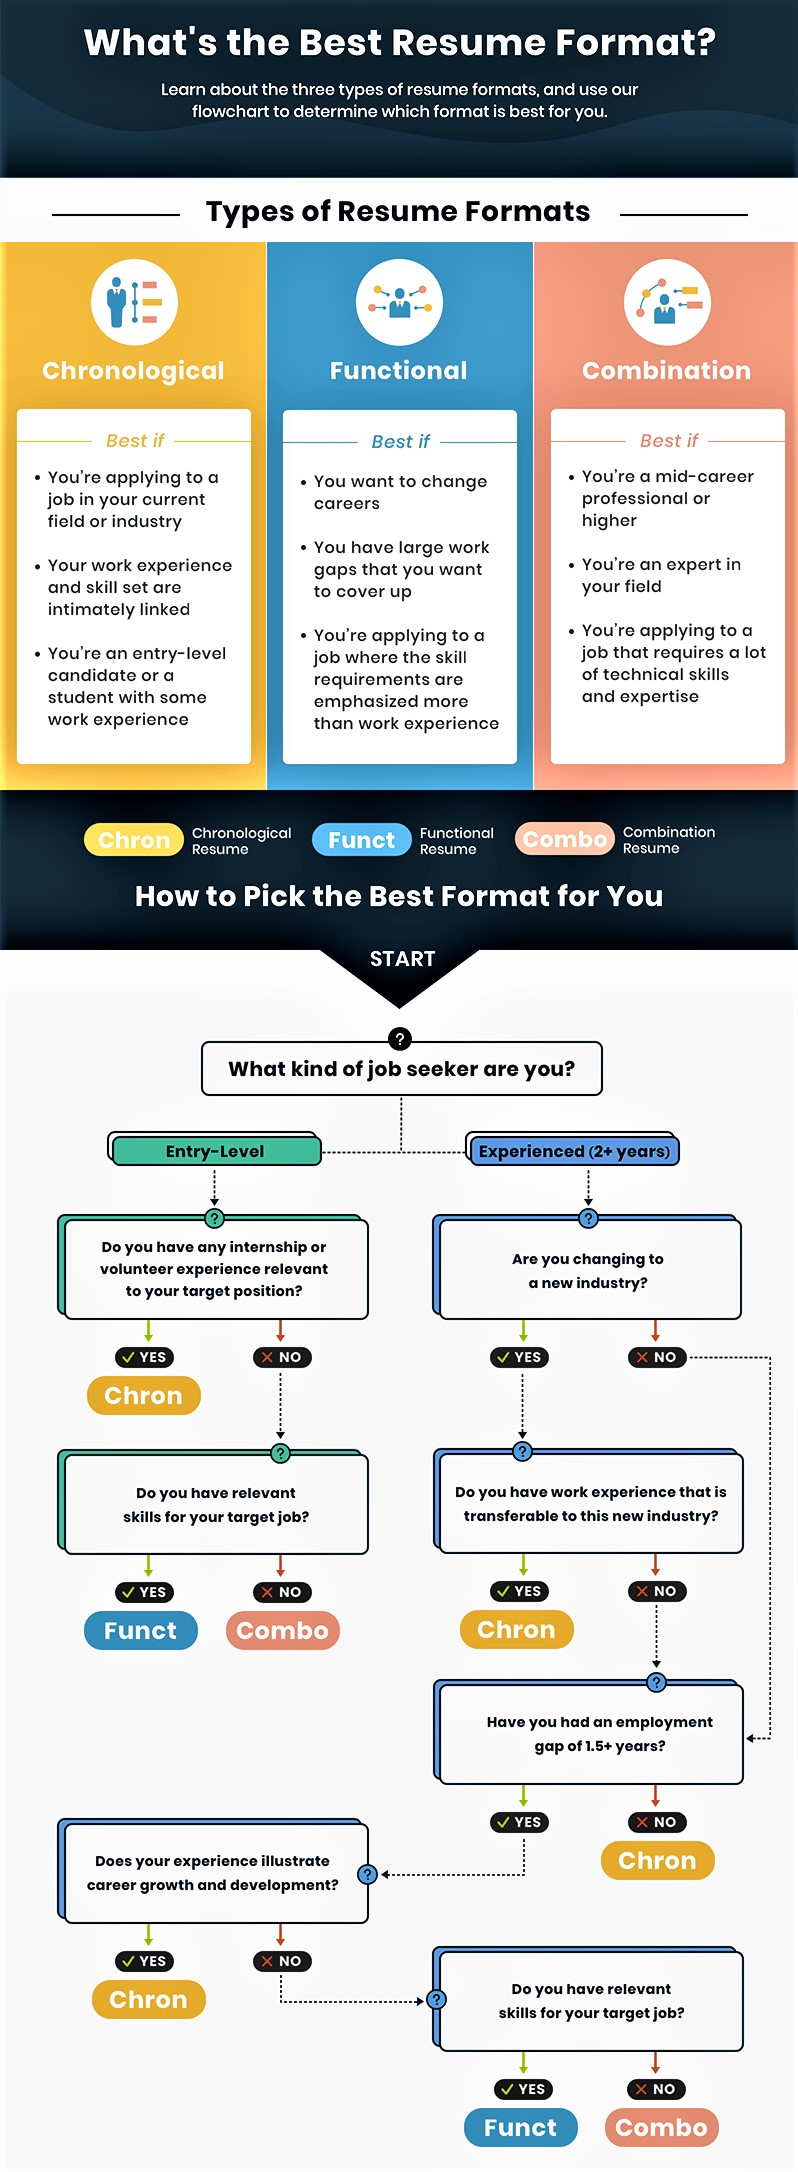 What's the Best Resume Format?
Learn about the three types of resume formats, and use our
flowchart to determine which format is best for you.
Types of Resume Formats
Chronological
Best if
• You're applying to a
job in your current
field or industry
• Your work experience
and skill set are
intimately linked
• You're an entry-level
candidate or a
student with some
work experience
Functional
Best if
• You want to change
careers
• You have large work
gaps that you want
to cover up
• You're applying to a
job where the skill
requirements are
emphasized more
than work experience
Combination
Best if
• You're a mid-career
professional or
higher
• You're an expert in
your field
• You're applying to a
job that requires a lot
of technical skills
and expertise
Chron
Chronological
Resume
Funct
Functional
Resume
Combo
Combination
Resume
How to Pick the Best Format for You
START
?
What kind of job seeker are you?
Entry-Level
Experienced (2+ years)
?
Do you have any internship or
volunteer experience relevant
to your target position?
YES
NO
Chron
?
Are you changing to
a new industry?
YES
NO
?
Do you have relevant
skills for your target job?
YES
NO
Funct
Combo
?
Do you have work experience that is
transferable to this new industry?
YES
NO
Chron
?
Have you had an employment
gap of 1.5+ years?
YES
NO
Chron
?
Does your experience illustrate
career growth and development?
YES
NO
Chron
?
Do you have relevant
skills for your target job?
YES
NO
Funct
Combo